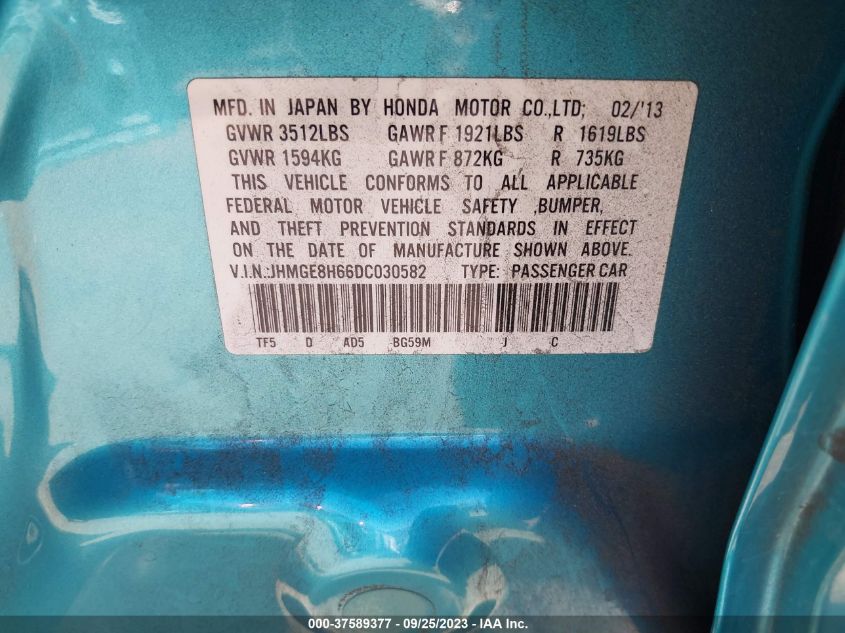 MFD. IN JAPAN BY HONDA MOTOR CO.,LTD; 02/'13
GVWR 3512LBS GAWR F 1921LBS R 1619LBS
GVWR 1594KG GAWR F 872KG R 735KG
THIS VEHICLE CONFORMS TO ALL APPLICABLE
FEDERAL MOTOR VEHICLE SAFETY ,BUMPER,
AND THEFT PREVENTION STANDARDS IN EFFECT
ON THE DATE OF MANUFACTURE SHOWN ABOVE.
V.I.N.:JHMGE8H66DC030582 TYPE: PASSENGER CAR
TF5 D AD5 BG59M J C
000-37589377 - 09/25/2023 - IAA Inc.